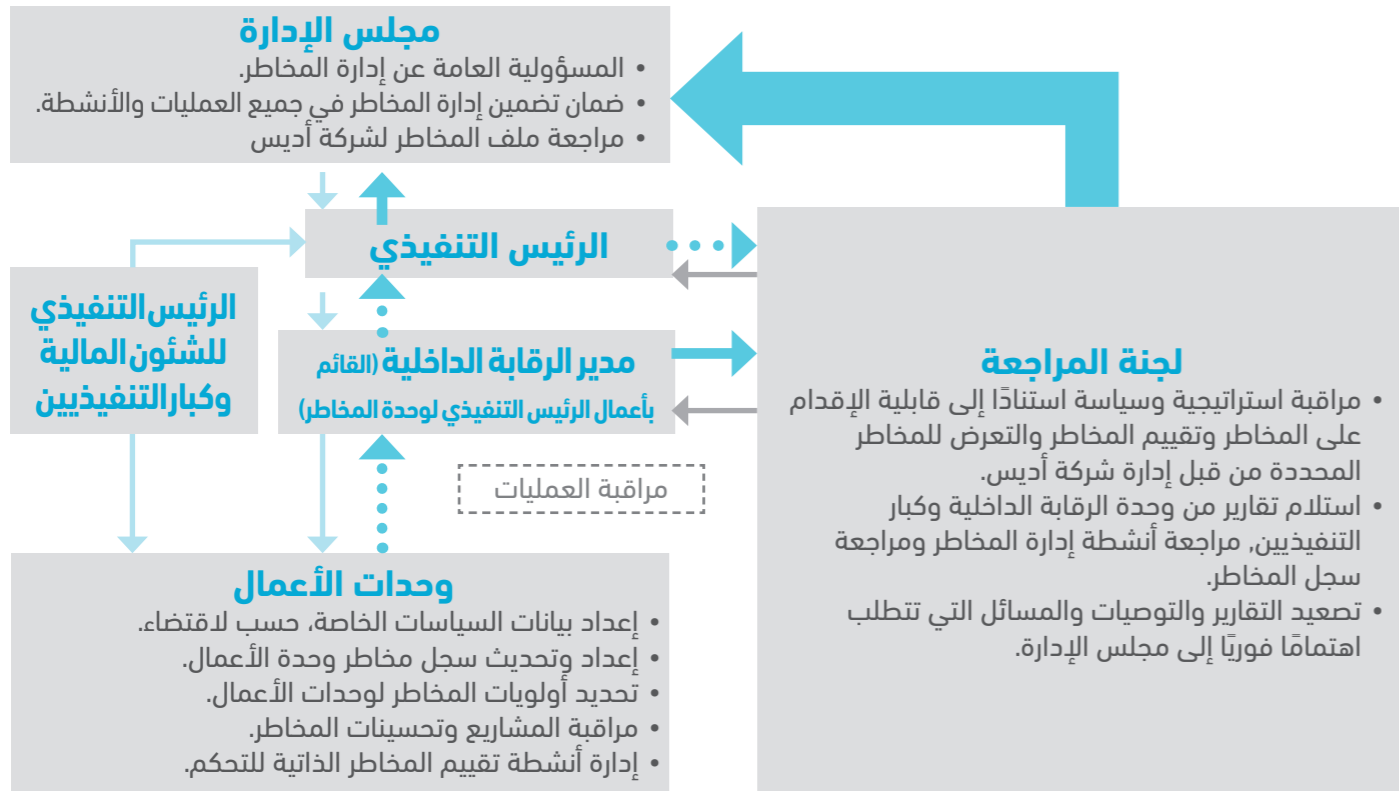 مجلس الإدارة
• المسؤولية العامة عن إدارة المخاطر.
• ضمان تضمين إدارة المخاطر في جميع العمليات والأنشطة.
• مراجعة ملف المخاطر لشركة أديس
الرئيس التنفيذي
الرئيس التنفيذي
للشئون المالية
وكبار التنفيذيين
مدير الرقابة الداخلية (القائم
بأعمال الرئيس التنفيذي لوحدة المخاطر)
مراقبة العمليات
لجنة المراجعة
• مراقبة استراتيجية وسياسة استنادًا إلى قابلية الإقدام
على المخاطر وتقييم المخاطر والتعرض للمخاطر
المحددة من قبل إدارة شركة أديس.
• استلام تقارير من وحدة الرقابة الداخلية وكبار
التنفيذيين, مراجعة أنشطة إدارة المخاطر ومراجعة
سجل المخاطر.
• تصعيد التقارير والتوصيات والمسائل التي تتطلب
اهتمامًا فوريًا إلى مجلس الإدارة.
وحدات الأعمال
• إعداد بيانات السياسات الخاصة، حسب لاقتضاء.
• إعداد وتحديث سجل مخاطر وحدة الأعمال.
• تحديد أولويات المخاطر لوحدات الأعمال.
• مراقبة المشاريع وتحسينات المخاطر.
• إدارة أنشطة تقييم المخاطر الذاتية للتحكم.